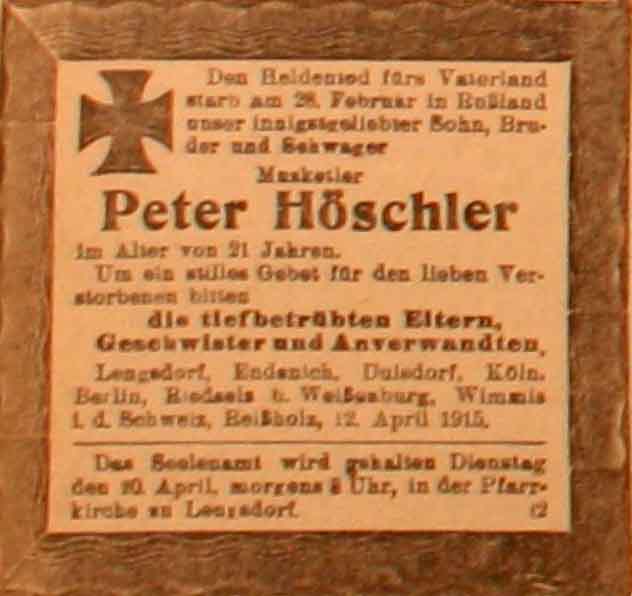 Den Heldentod fürs Vaterland
starb am 28. Februar in Rußland
unser innigstgeliebter Sohn, Bru-
der und Schwager
Musketier
Peter Höschler
im Alter von 21 Jahren.
Um ein stilles Gebet für den lieben Ver-
storbenen bitten
die tiefbetrübten Eltern,
Geschwister und Anverwandten.
Lengsdorf, Endenich, Duisdorf, Köln,
Berlin, Riedselz b. Weißenburg, Wimmis
i. d. Schweiz, Reißholz, 12. April 1915.
Das Seelenamt wird gehalten Dienstag
den 20. April, morgens 8 Uhr, in der Pfarr-
kirche zu Lengsdorf.